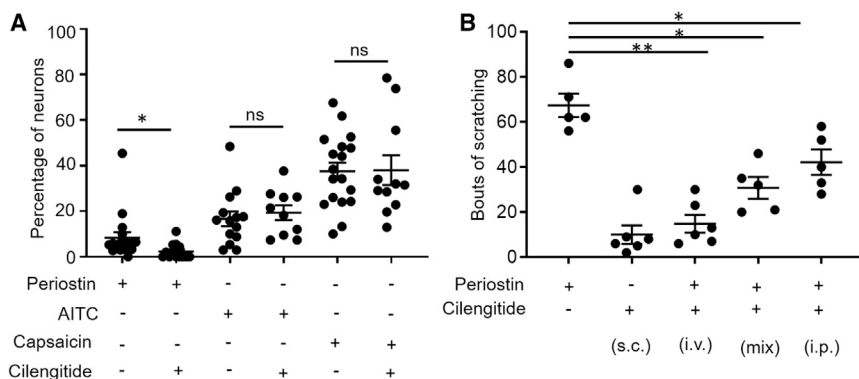 A
B
Percentage of neurons
100
80
60
40
20
0
*
ns
ns
Periostin + + - - - -
AITC - - + + - -
Capsaicin - - - - + +
Cilengitide - + - + - +
Bouts of scratching
100
80
60
40
20
0
*
*
**
Periostin + - + + +
Cilengitide - + + + +
(s.c.) (i.v.) (mix) (i.p.)